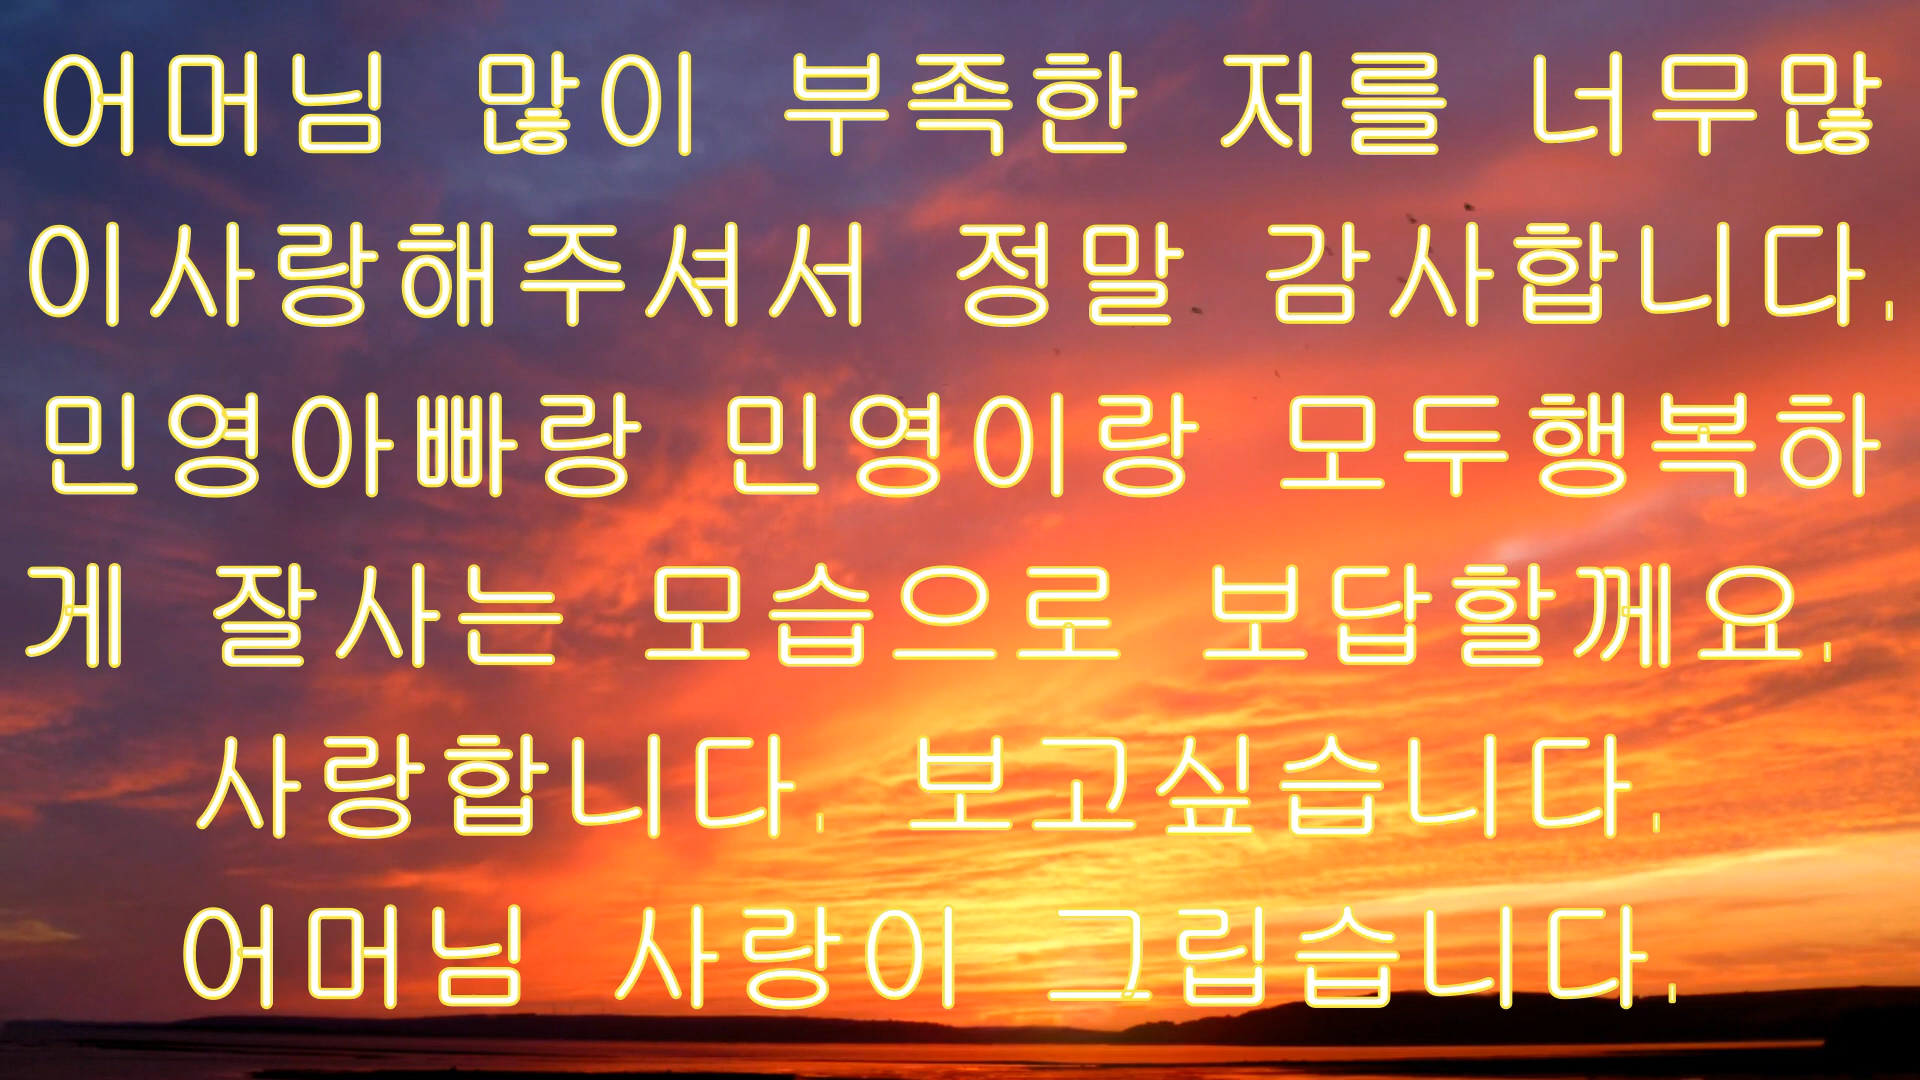 어머님 많이 부족한 저를 너무많
이사랑해주셔서 정말 감사합니다.
민영아빠랑 민영이랑 모두행복하
게 잘사는 모습으로 보답할께요.
사랑합니다. 보고싶습니다.
어머님 사랑이 그립습니다.